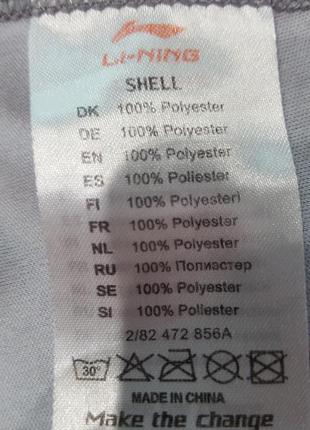 LI-NING
SHELL
DK 100% Polyester
DE 100% Polyester
EN 100% Polyester
ES 100% Poliester
FI 100% Polyesteri
FR 100% Polyester
NL 100% Polyester
RU 100% Полиэстер
SE 100% Polyester
SI 100% Poliester
2/82 472 856A
30°
MADE IN CHINA
Make the change